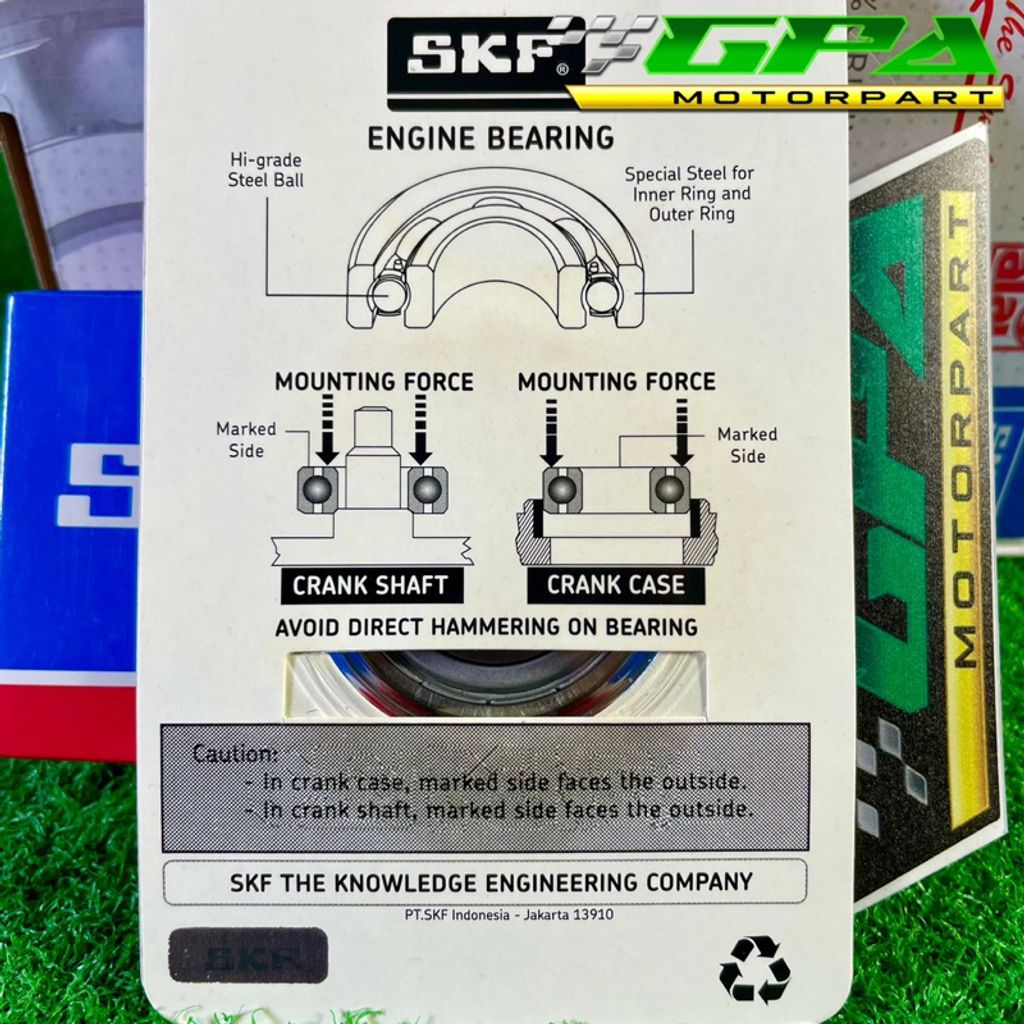 SKF®
GPA
MOTORPART
ENGINE BEARING
Hi-grade
Steel Ball
Special Steel for
Inner Ring and
Outer Ring
MOUNTING FORCE
MOUNTING FORCE
Marked
Side
Marked
Side
CRANK SHAFT
CRANK CASE
AVOID DIRECT HAMMERING ON BEARING
Caution:
- In crank case, marked side faces the outside.
- In crank shaft, marked side faces the outside.
SKF THE KNOWLEDGE ENGINEERING COMPANY
PT.SKF Indonesia - Jakarta 13910
SKF
GPA
MOTORPART
The